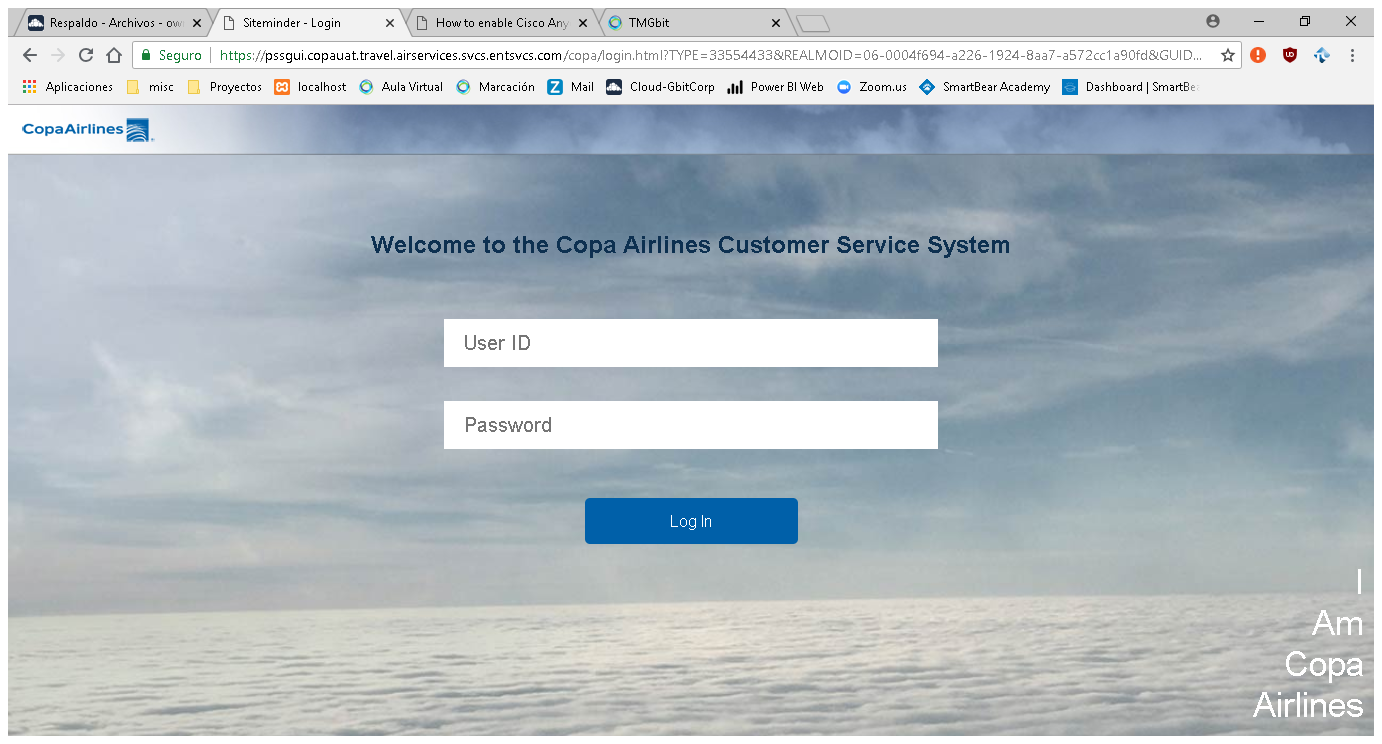 Respaldo - Archivos - ow
Siteminder - Login
How to enable Cisco Any
TMGbit
Seguro
https://pssgui.copauat.travel.airservices.svcs.entsvcs.com/copa/login.html?TYPE=33554433&REALMOID=06-0004f694-a226-1924-8aa7-a572cc1a90fd&GUID...
Aplicaciones misc Proyectos localhost Aula Virtual Marcación Mail Cloud-GbitCorp Power BI Web Zoom.us SmartBear Academy Dashboard | SmartBe
CopaAirlines
Welcome to the Copa Airlines Customer Service System
User ID
Password
Log In
I
Am
Copa
Airlines